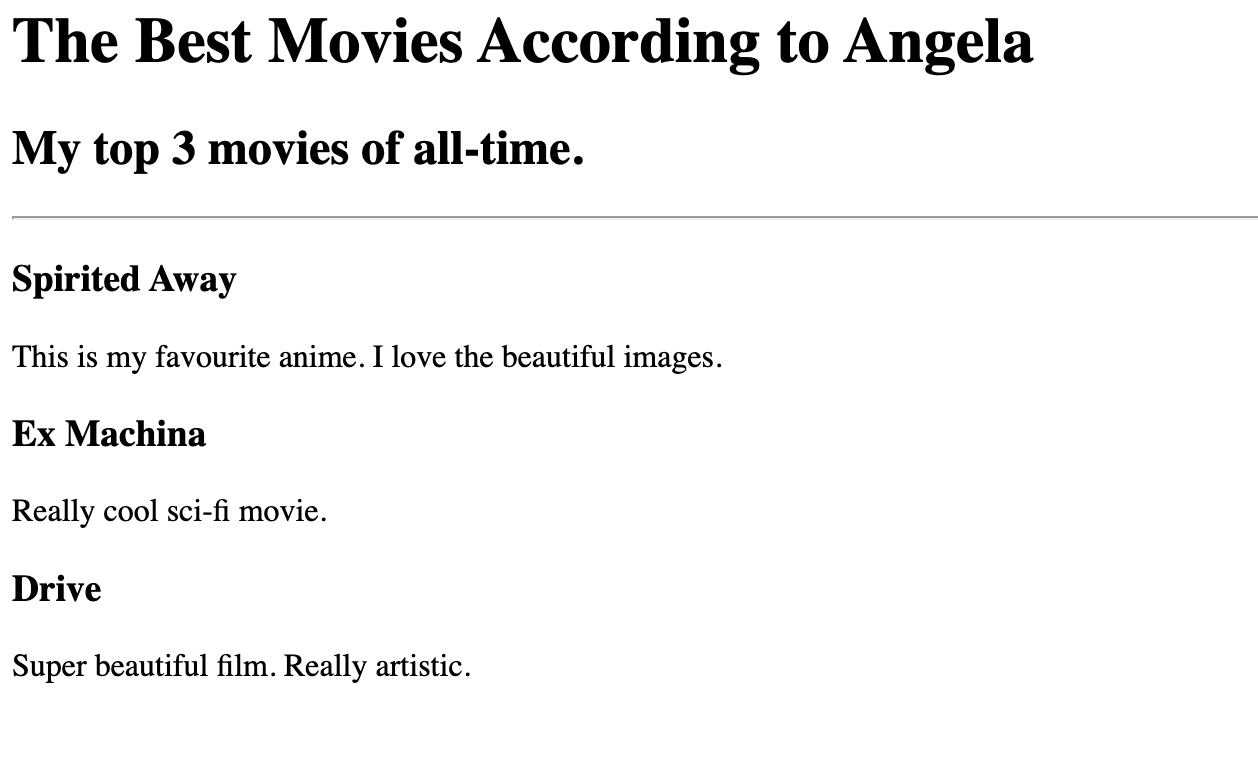 The Best Movies According to Angela
My top 3 movies of all-time.
Spirited Away
This is my favourite anime. I love the beautiful images.
Ex Machina
Really cool sci-fi movie.
Drive
Super beautiful film. Really artistic.